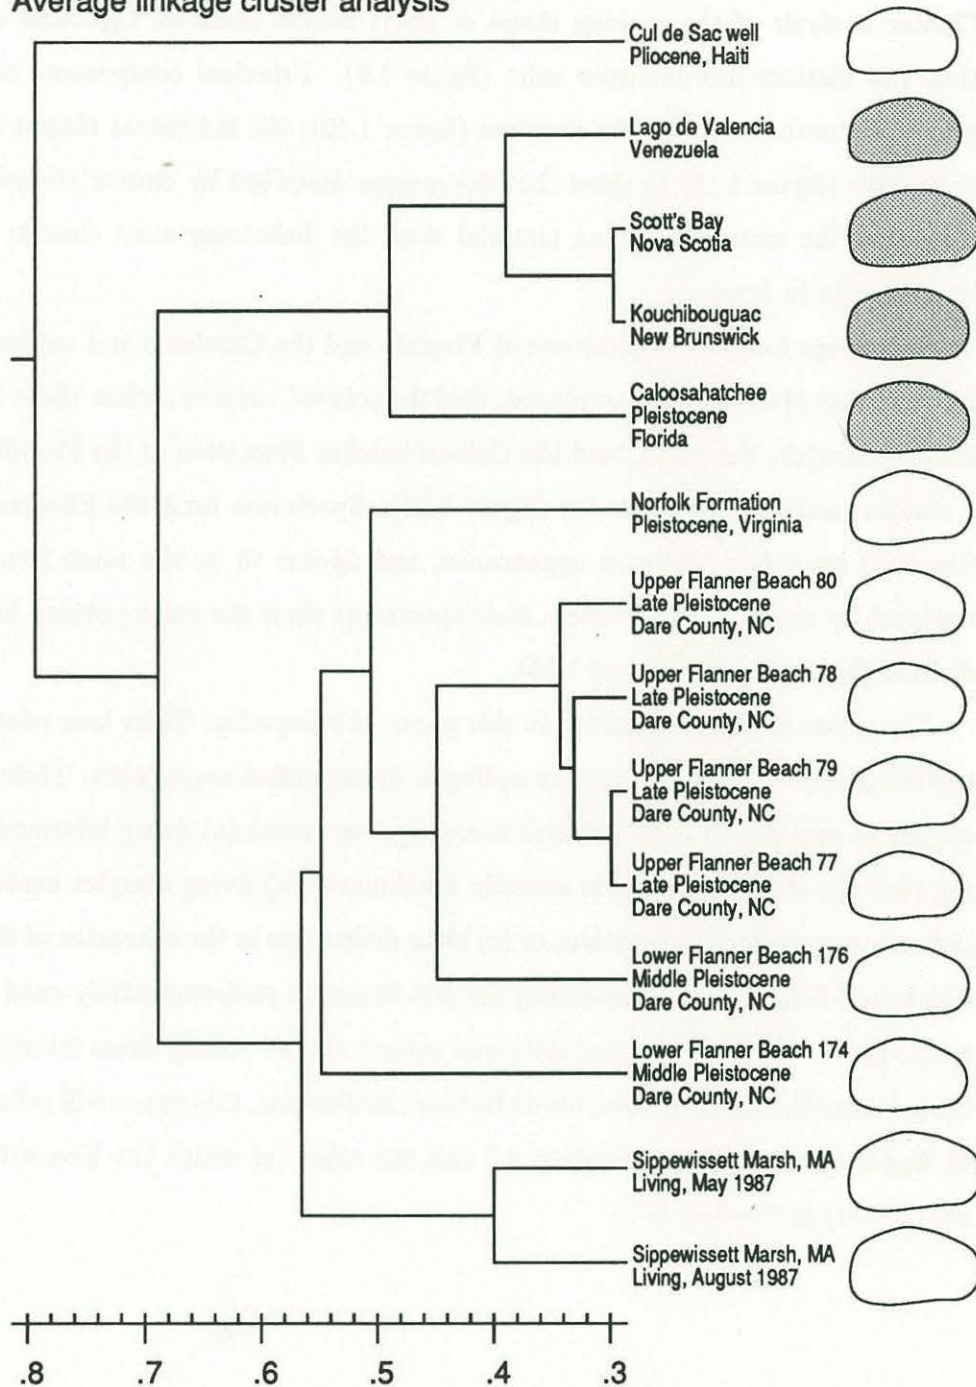 Average linkage cluster analysis
Cul de Sac well
Pliocene, Haiti
Lago de Valencia
Venezuela
Scott's Bay
Nova Scotia
Kouchibouguac
New Brunswick
Caloosahatchee
Pleistocene
Florida
Norfolk Formation
Pleistocene, Virginia
Upper Flanner Beach 80
Late Pleistocene
Dare County, NC
Upper Flanner Beach 78
Late Pleistocene
Dare County, NC
Upper Flanner Beach 79
Late Pleistocene
Dare County, NC
Upper Flanner Beach 77
Late Pleistocene
Dare County, NC
Lower Flanner Beach 176
Middle Pleistocene
Dare County, NC
Lower Flanner Beach 174
Middle Pleistocene
Dare County, NC
Sippewissett Marsh, MA
Living, May 1987
Sippewissett Marsh, MA
Living, August 1987
.8 .7 .6 .5 .4 .3